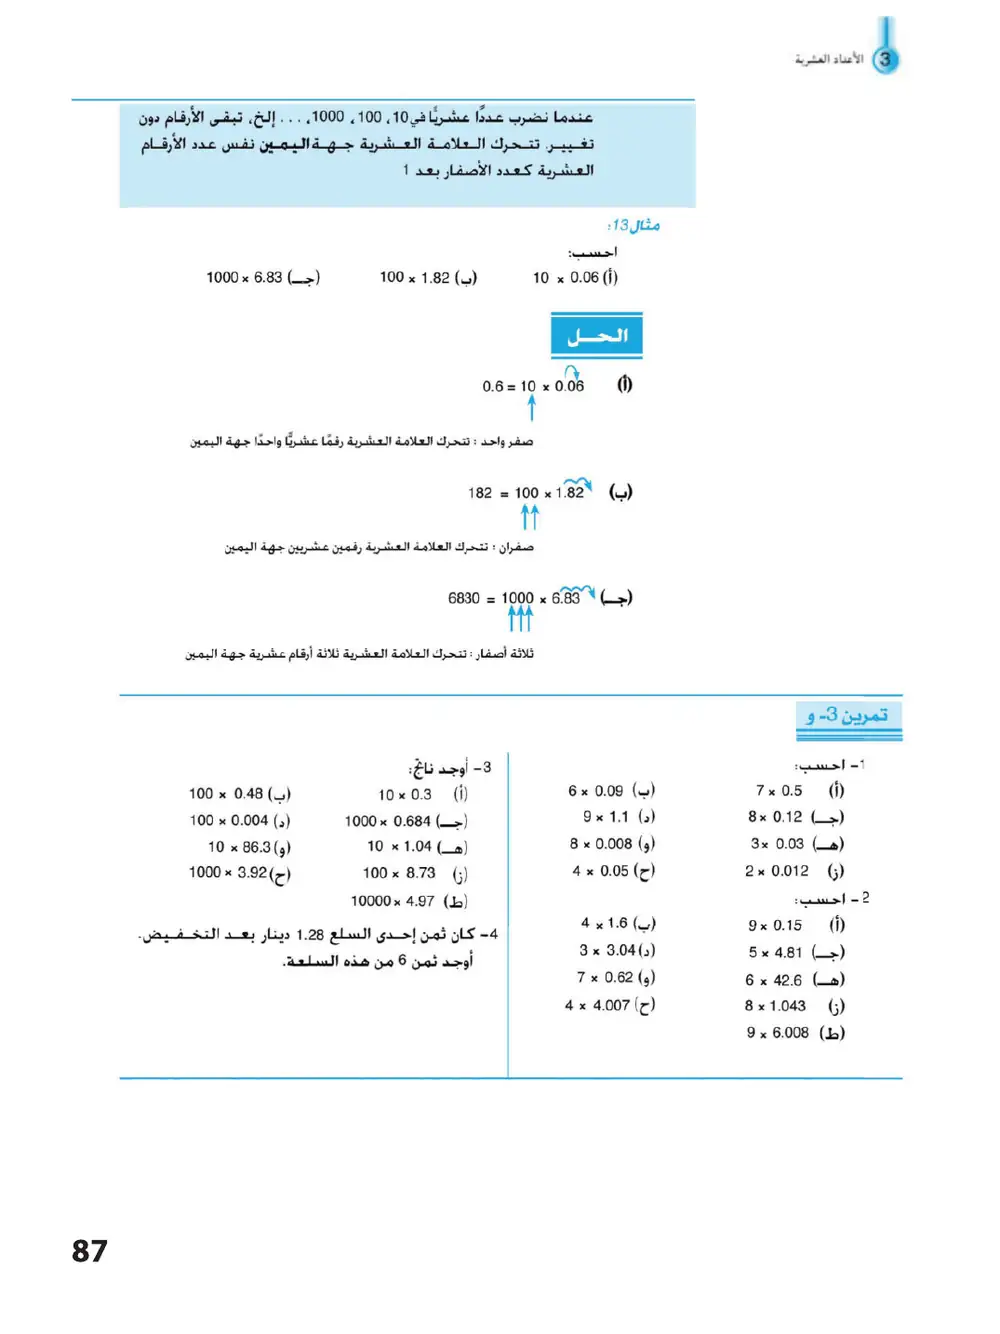 3 الأعداد العشرية
عندما نضرب عددًا عشريًا في 10، 100، 1000، . . . إلخ، تبقى الأرقام دون
تغيير. تتحرك العلامة العشرية جهة اليمين نفس عدد الأرقام
العشرية كعدد الأصفار بعد 1
مثال 13:
احسب:
(أ) 0.06 × 10 (ب) 1.82 × 100 (جـ) 6.83 × 1000
الحل
(أ) 0.06 × 10 = 0.6
صفر واحد : تتحرك العلامة العشرية رقمًا عشريًا واحدًا جهة اليمين
(ب) 1.82 × 100 = 182
صفران : تتحرك العلامة العشرية رقمين عشريين جهة اليمين
(جـ) 6.83 × 1000 = 6830
ثلاثة أصفار : تتحرك العلامة العشرية ثلاثة أرقام عشرية جهة اليمين
تمرين 3- و
1- احسب:
(أ) 0.5 × 7 (ب) 0.09 × 6
(جـ) 0.12 × 8 (د) 1.1 × 9
(هـ) 0.03 × 3 (و) 0.008 × 8
(ز) 0.012 × 2 (ح) 0.05 × 4
2- احسب:
(أ) 0.15 × 9 (ب) 1.6 × 4
(جـ) 4.81 × 5 (د) 3.04 × 3
(هـ) 42.6 × 6 (و) 0.62 × 7
(ز) 1.043 × 8 (ح) 4.007 × 4
(ط) 6.008 × 9
3- أوجد ناتج:
(أ) 0.3 × 10 (ب) 0.48 × 100
(جـ) 0.684 × 1000 (د) 0.004 × 100
(هـ) 1.04 × 10 (و) 86.3 × 10
(ز) 8.73 × 100 (ح) 3.92 × 1000
(ط) 4.97 × 10000
4- كان ثمن إحدى السلع 1.28 دينار بعد التخفيض.
أوجد ثمن 6 من هذه السلعة.
87